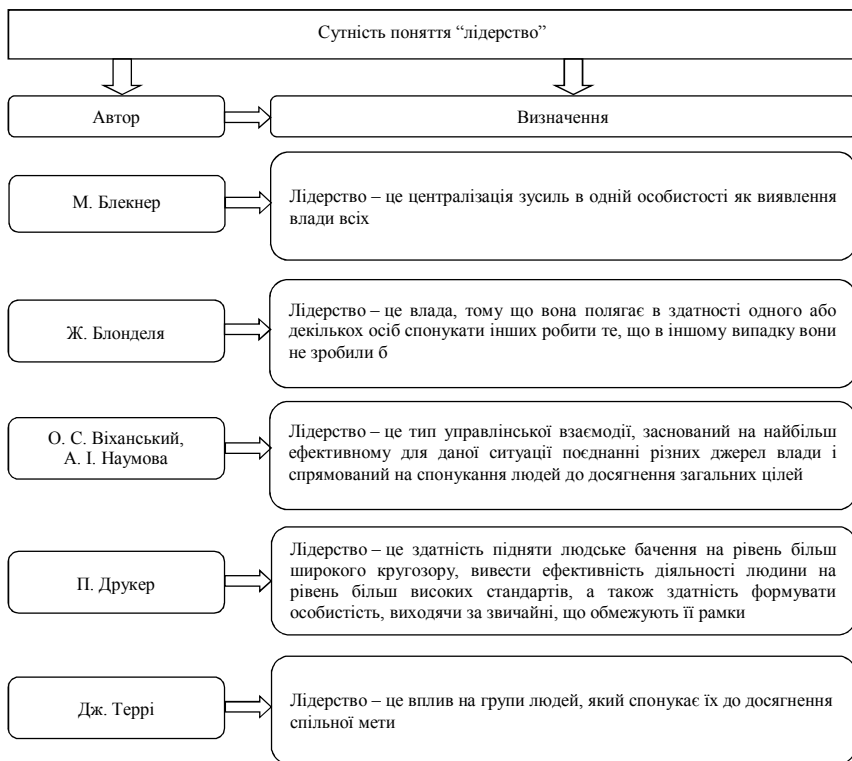 Сутність поняття “лідерство”
Автор
Визначення
М. Блекнер
Лідерство – це централізація зусиль в одній особистості як виявлення
влади всіх
Ж. Блонделя
Лідерство – це влада, тому що вона полягає в здатності одного або
декількох осіб спонукати інших робити те, що в іншому випадку вони
не зробили б
О. С. Віханський,
А. І. Наумова
Лідерство – це тип управлінської взаємодії, заснований на найбільш
ефективному для даної ситуації поєднанні різних джерел влади і
спрямований на спонукання людей до досягнення загальних цілей
П. Друкер
Лідерство – це здатність підняти людське бачення на рівень більш
широкого кругозору, вивести ефективність діяльності людини на
рівень більш високих стандартів, а також здатність формувати
особистість, виходячи за звичайні, що обмежують її рамки
Дж. Террі
Лідерство – це вплив на групи людей, який спонукає їх до досягнення
спільної мети